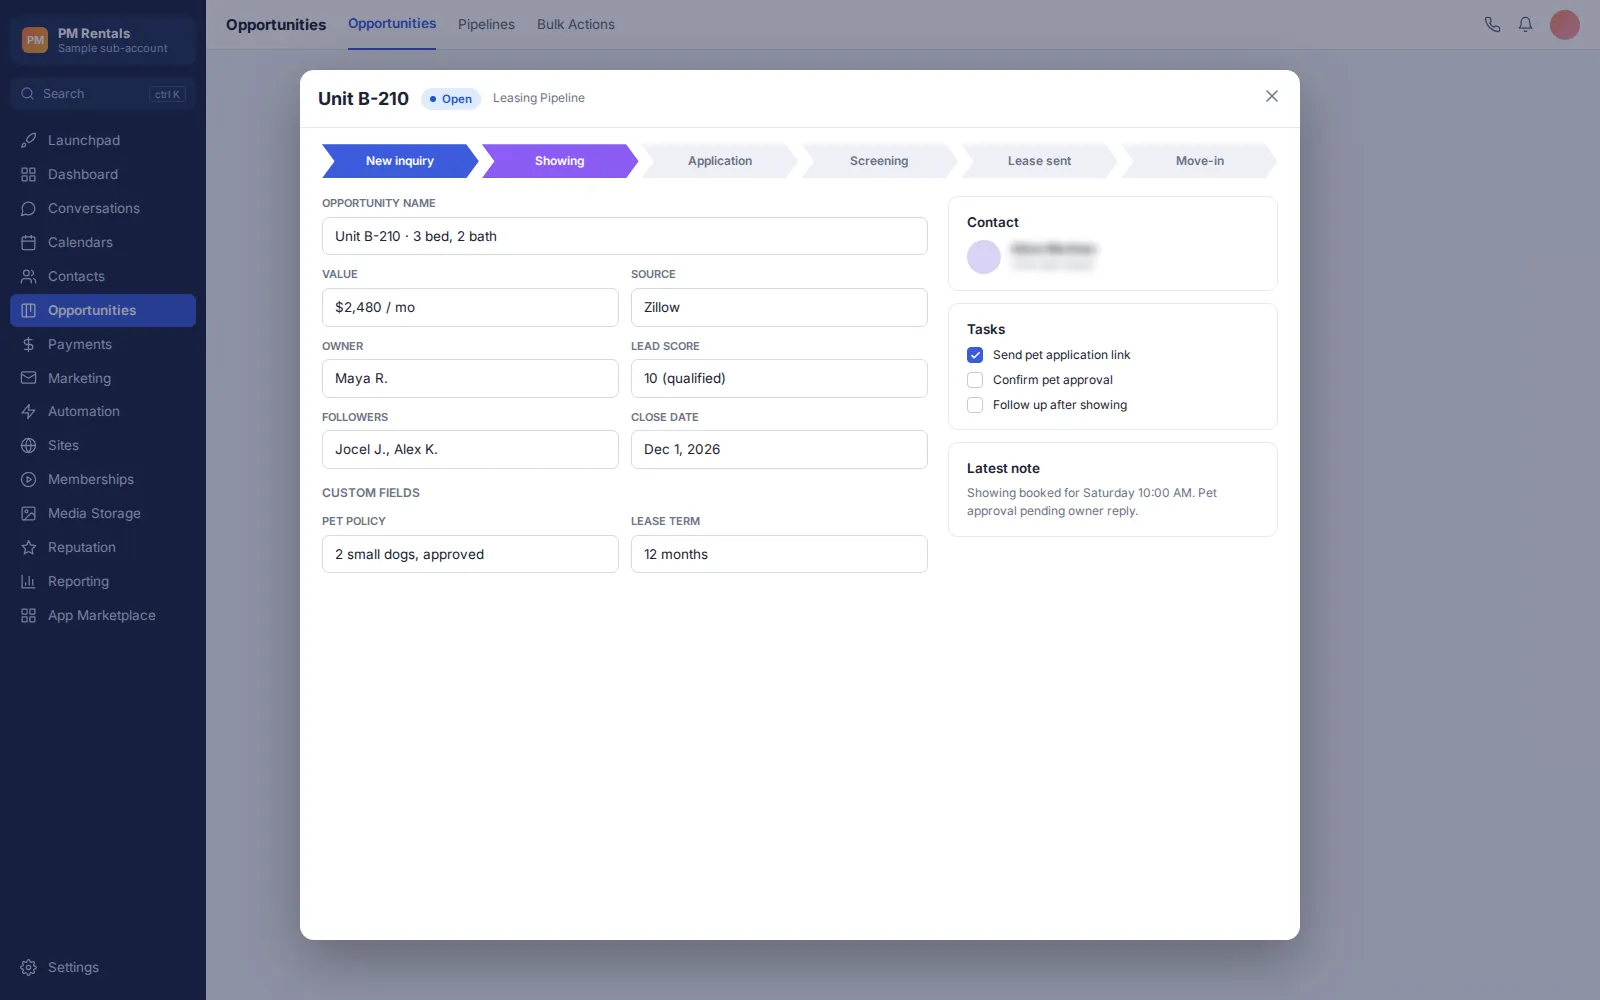 PM
PM Rentals
Sample sub-account
Search
ctrl K
Launchpad
Dashboard
Conversations
Calendars
Contacts
Opportunities
Payments
Marketing
Automation
Sites
Memberships
Media Storage
Reputation
Reporting
App Marketplace
Settings
Opportunities
Opportunities
Pipelines
Bulk Actions
Unit B-210
Open
Leasing Pipeline
New inquiry
Showing
Application
Screening
Lease sent
Move-in
OPPORTUNITY NAME
Unit B-210 · 3 bed, 2 bath
VALUE
$2,480 / mo
SOURCE
Zillow
OWNER
Maya R.
LEAD SCORE
10 (qualified)
FOLLOWERS
Jocel J., Alex K.
CLOSE DATE
Dec 1, 2026
CUSTOM FIELDS
PET POLICY
2 small dogs, approved
LEASE TERM
12 months
Contact
Tasks
Send pet application link
Confirm pet approval
Follow up after showing
Latest note
Showing booked for Saturday 10:00 AM. Pet
approval pending owner reply.